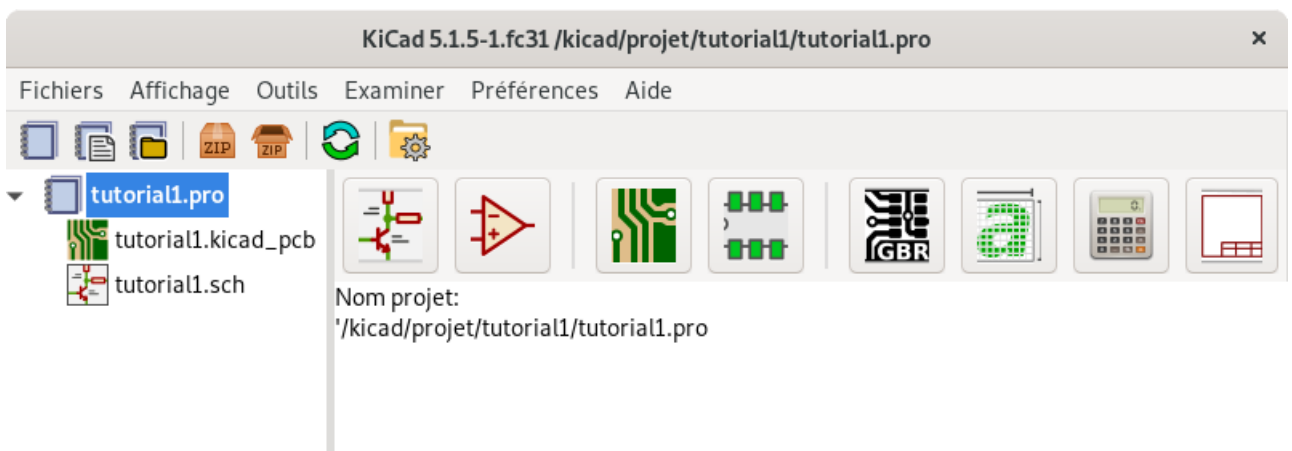 KiCad 5.1.5-1.fc31 /kicad/projet/tutorial1/tutorial1.pro ×
Fichiers Affichage Outils Examiner Préférences Aide
ZIP ZIP
tutorial1.pro
tutorial1.kicad_pcb
tutorial1.sch
GBR a 0.
Nom projet:
'/kicad/projet/tutorial1/tutorial1.pro